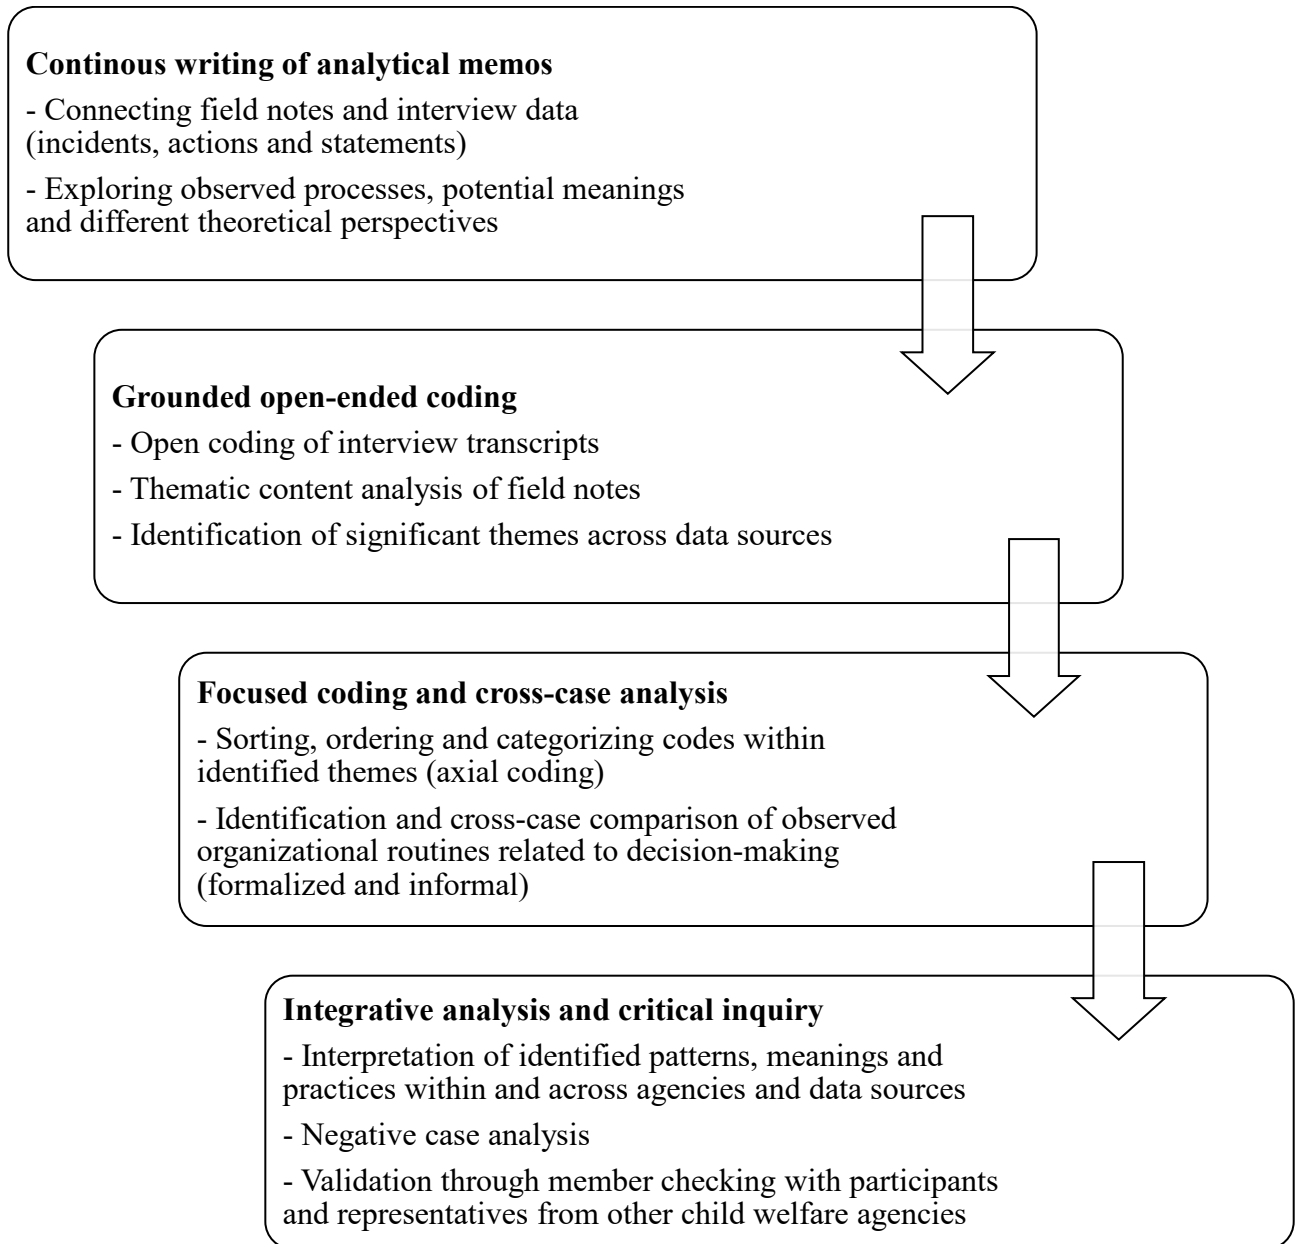 Continous writing of analytical memos
- Connecting field notes and interview data
(incidents, actions and statements)
- Exploring observed processes, potential meanings
and different theoretical perspectives
Grounded open-ended coding
- Open coding of interview transcripts
- Thematic content analysis of field notes
- Identification of significant themes across data sources
Focused coding and cross-case analysis
- Sorting, ordering and categorizing codes within
identified themes (axial coding)
- Identification and cross-case comparison of observed
organizational routines related to decision-making
(formalized and informal)
Integrative analysis and critical inquiry
- Interpretation of identified patterns, meanings and
practices within and across agencies and data sources
- Negative case analysis
- Validation through member checking with participants
and representatives from other child welfare agencies